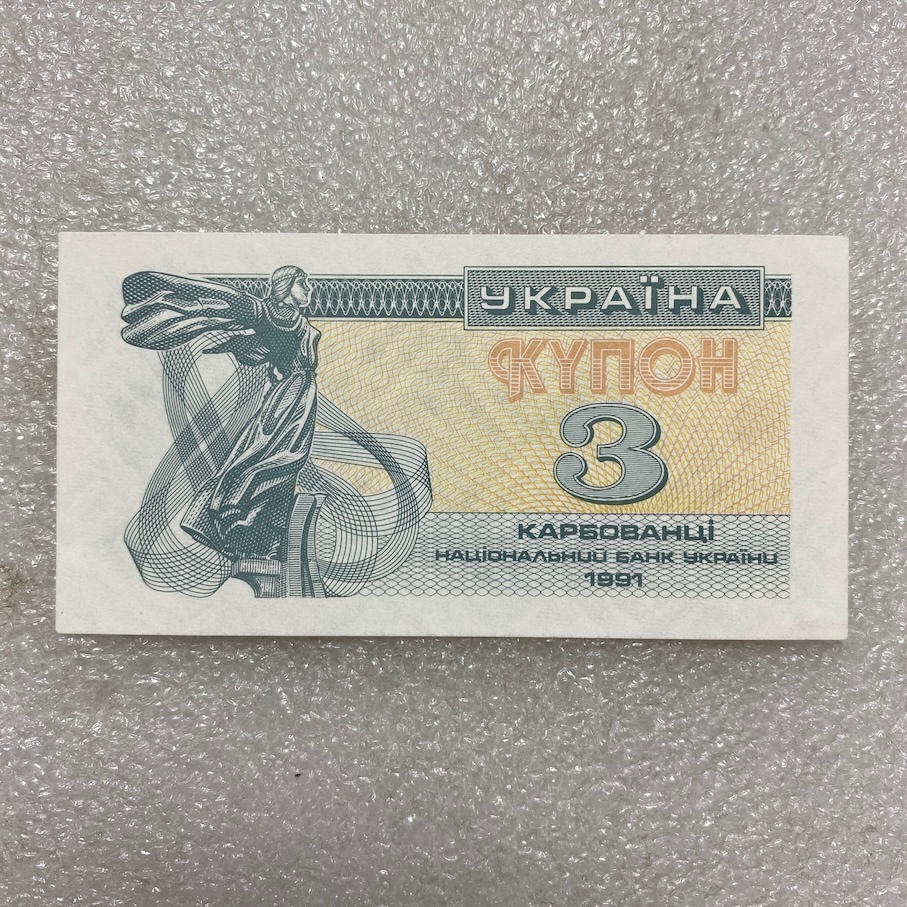 УКРАЇНА
КУПОН
3
КАРБОВАНЦІ
НАЦІОНАЛЬНИЙ БАНК УКРАЇНИ
1991